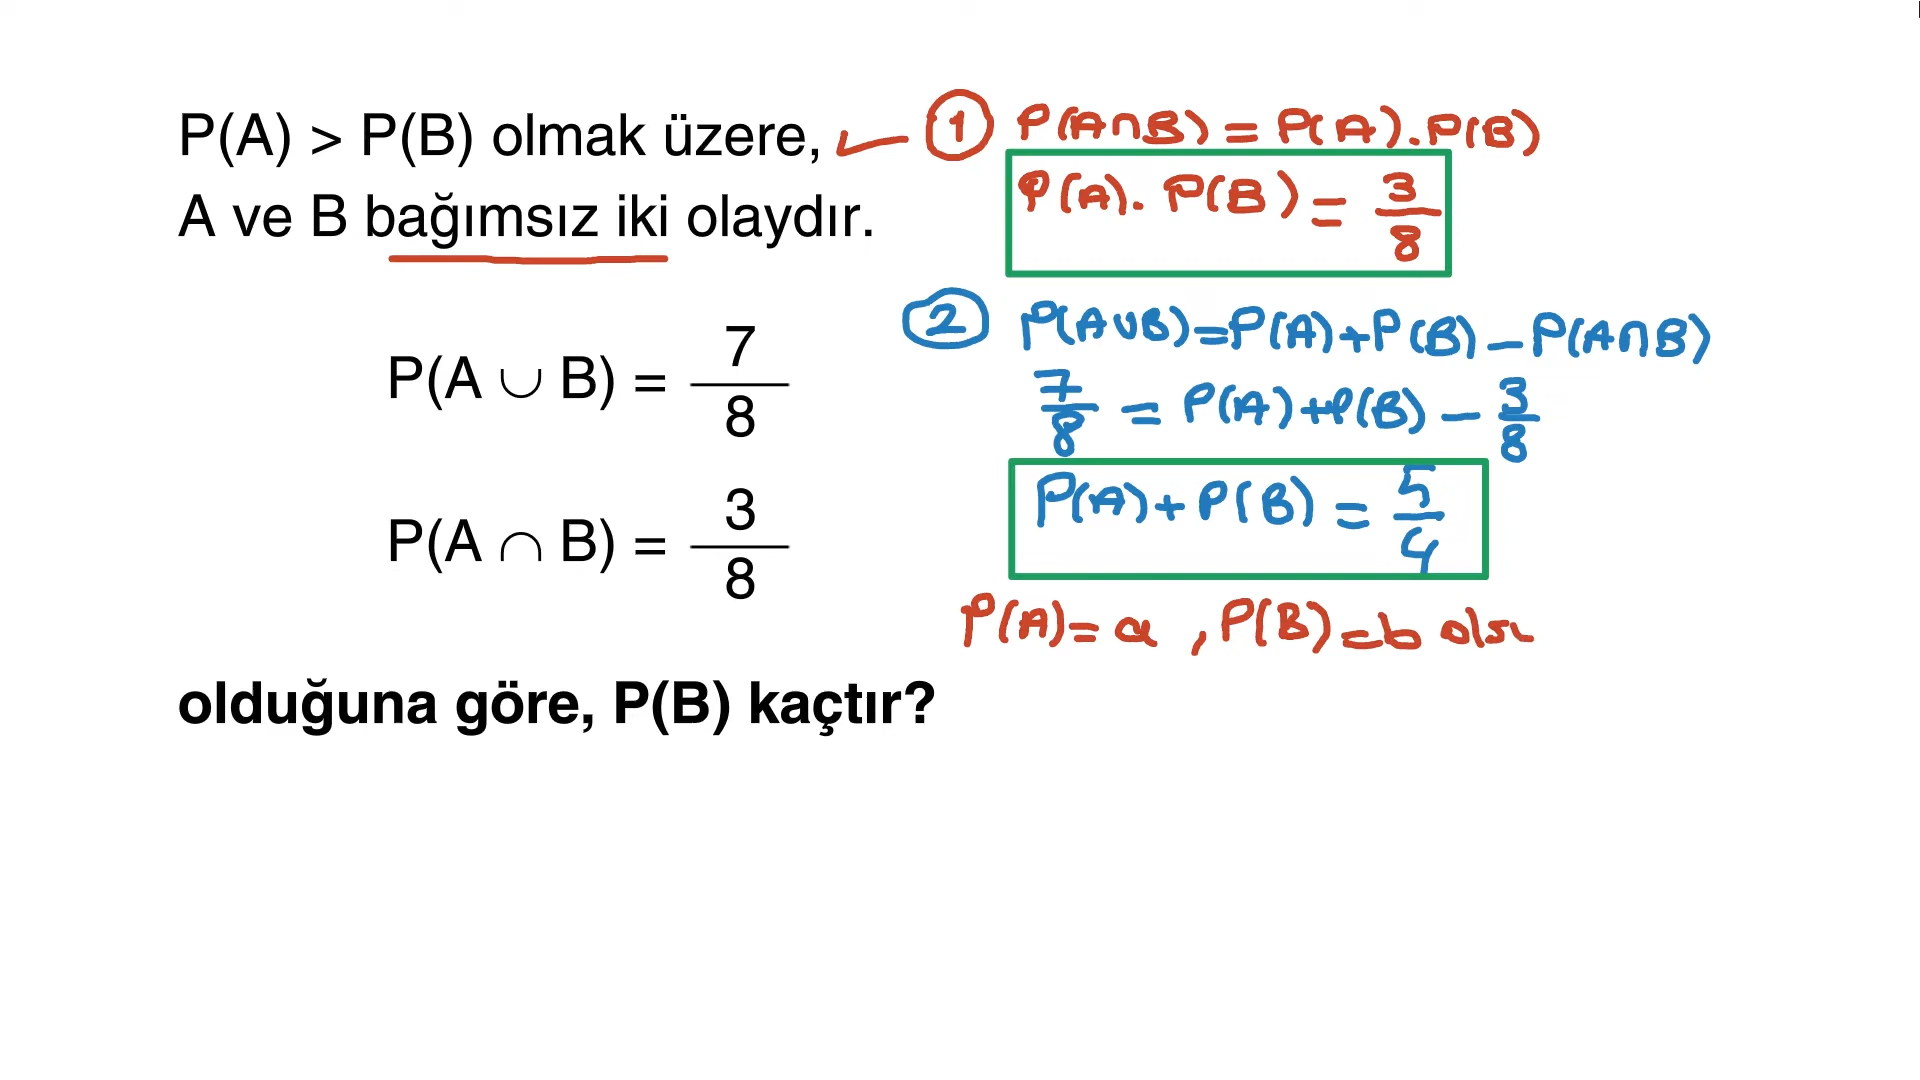 P(A) > P(B) olmak üzere,
A ve B bağımsız iki olaydır.
P(A ∪ B) = 7/8
P(A ∩ B) = 3/8
olduğuna göre, P(B) kaçtır?
1 P(A∩B) = P(A).P(B)
P(A).P(B) = 3/8
2 P(A∪B)=P(A)+P(B)-P(A∩B)
7/8 = P(A)+P(B) - 3/8
P(A)+P(B) = 5/4
P(A)=a , P(B)=b